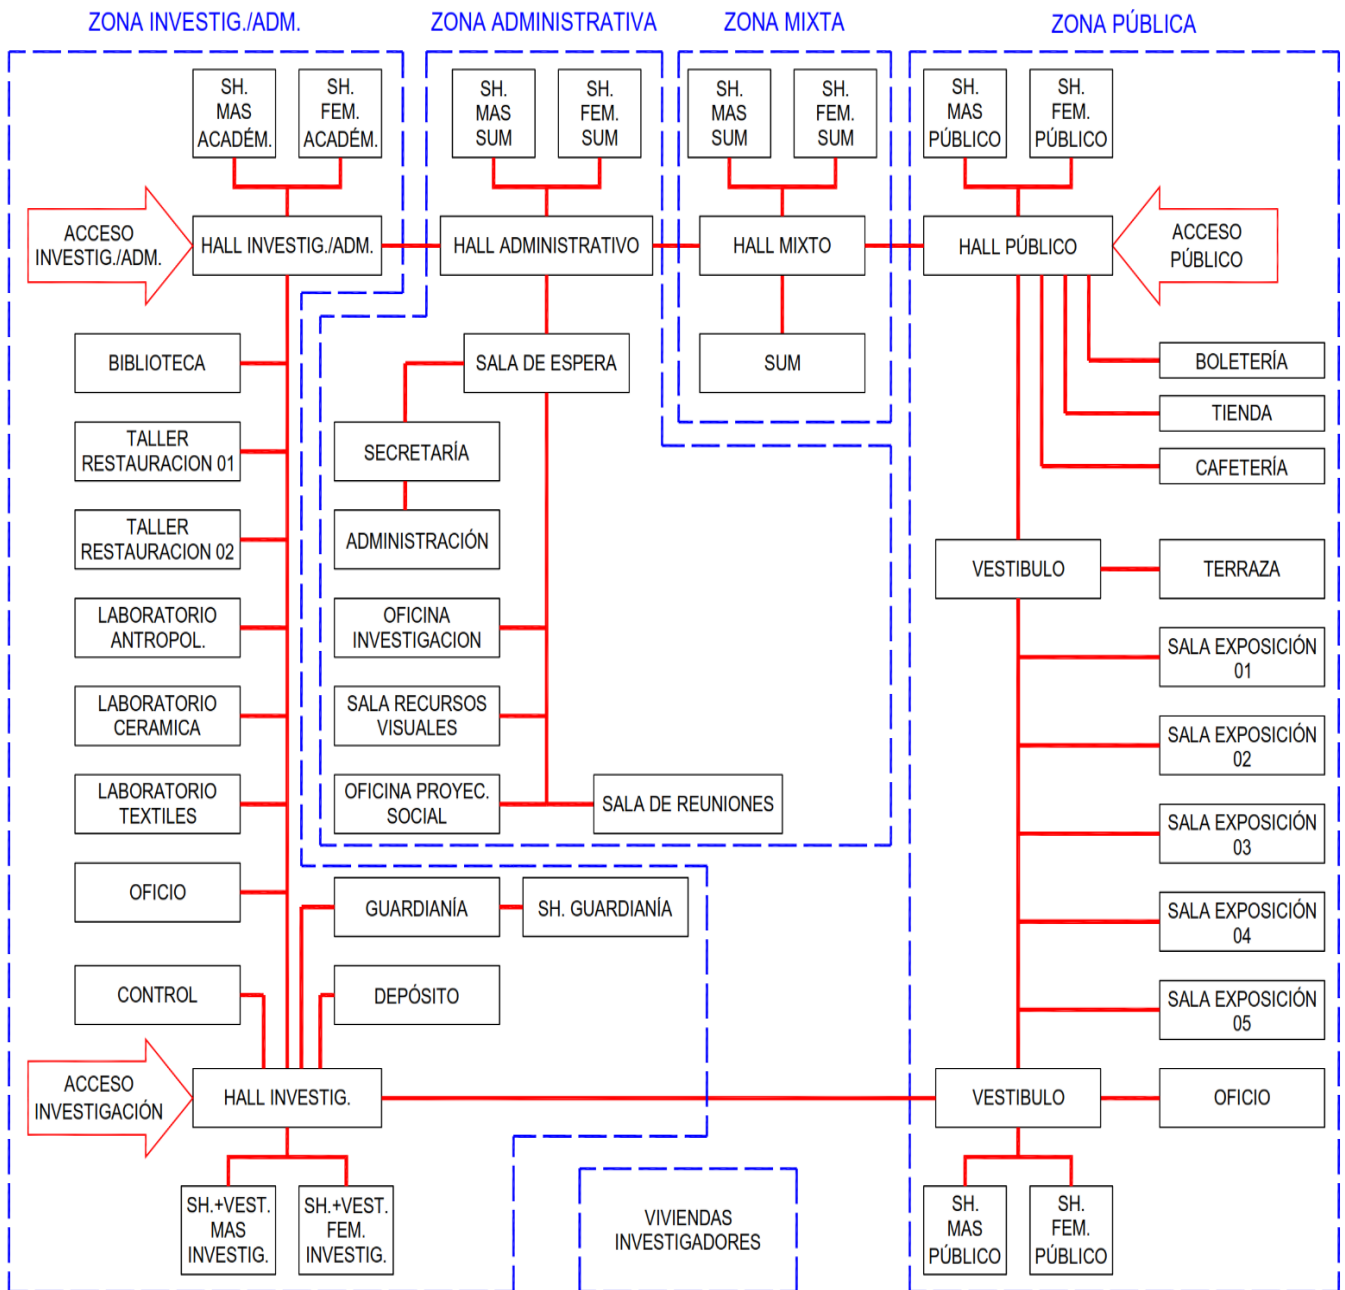 ZONA INVESTIG./ADM.
ZONA ADMINISTRATIVA
ZONA MIXTA
ZONA PÚBLICA
SH.
MAS
ACADÉM.
SH.
FEM.
ACADÉM.
SH.
MAS
SUM
SH.
FEM.
SUM
SH.
MAS
SUM
SH.
FEM.
SUM
SH.
MAS
PÚBLICO
SH.
FEM.
PÚBLICO
ACCESO
INVESTIG./ADM.
HALL INVESTIG./ADM.
HALL ADMINISTRATIVO
HALL MIXTO
HALL PÚBLICO
ACCESO
PÚBLICO
BIBLIOTECA
SALA DE ESPERA
SUM
BOLETERÍA
TIENDA
CAFETERÍA
TALLER
RESTAURACION 01
SECRETARÍA
TALLER
RESTAURACION 02
ADMINISTRACIÓN
VESTIBULO
TERRAZA
LABORATORIO
ANTROPOL.
OFICINA
INVESTIGACION
SALA EXPOSICIÓN
01
LABORATORIO
CERAMICA
SALA RECURSOS
VISUALES
SALA EXPOSICIÓN
02
LABORATORIO
TEXTILES
OFICINA PROYEC.
SOCIAL
SALA DE REUNIONES
SALA EXPOSICIÓN
03
OFICIO
GUARDIANÍA
SH. GUARDIANÍA
SALA EXPOSICIÓN
04
CONTROL
DEPÓSITO
SALA EXPOSICIÓN
05
ACCESO
INVESTIGACIÓN
HALL INVESTIG.
VESTIBULO
OFICIO
SH.+VEST.
MAS
INVESTIG.
SH.+VEST.
FEM.
INVESTIG.
VIVIENDAS
INVESTIGADORES
SH.
MAS
PÚBLICO
SH.
FEM.
PÚBLICO